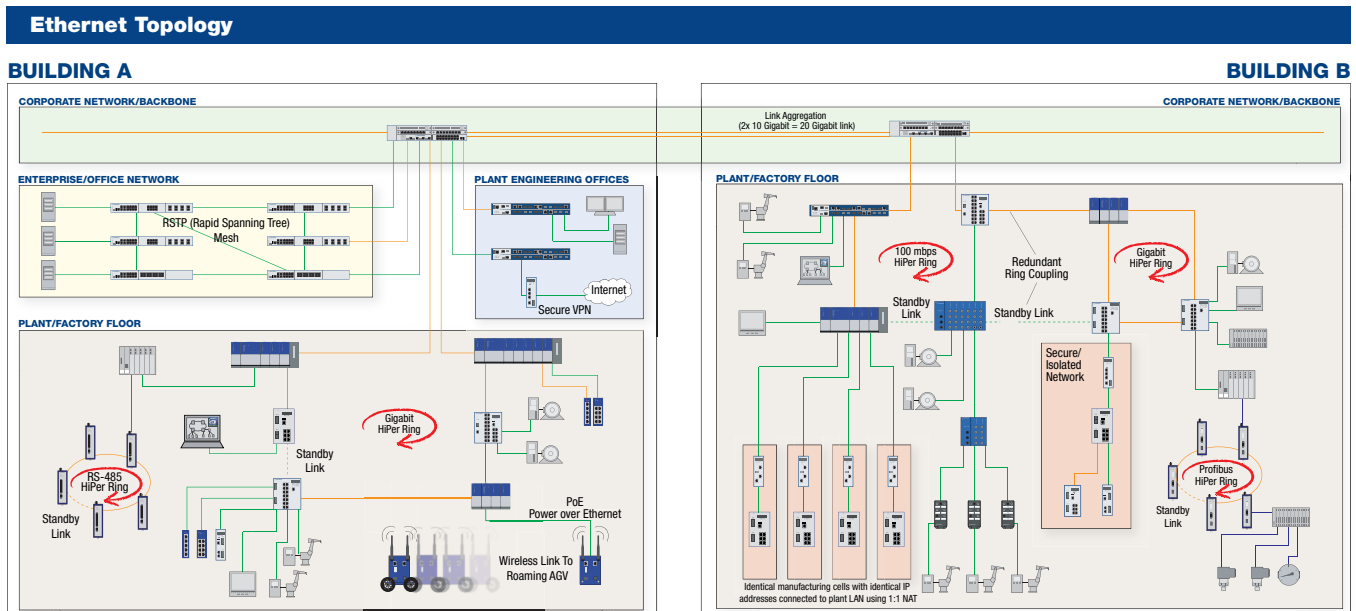 Ethernet Topology
BUILDING A
BUILDING B
CORPORATE NETWORK/BACKBONE
CORPORATE NETWORK/BACKBONE
Link Aggregation
(2x 10 Gigabit = 20 Gigabit link)
ENTERPRISE/OFFICE NETWORK
RSTP (Rapid Spanning Tree)
Mesh
PLANT ENGINEERING OFFICES
Internet
Secure VPN
PLANT/FACTORY FLOOR
Gigabit
HiPer Ring
Standby
Link
RS-485
HiPer Ring
Standby
Link
PoE
Power over Ethernet
Wireless Link To
Roaming AGV
PLANT/FACTORY FLOOR
100 mbps
HiPer Ring
Redundant
Ring Coupling
Gigabit
HiPer Ring
Standby
Link
Standby Link
Secure/
Isolated
Network
Profibus
HiPer Ring
Standby
Link
Identical manufacturing cells with identical IP
addresses connected to plant LAN using 1:1 NAT